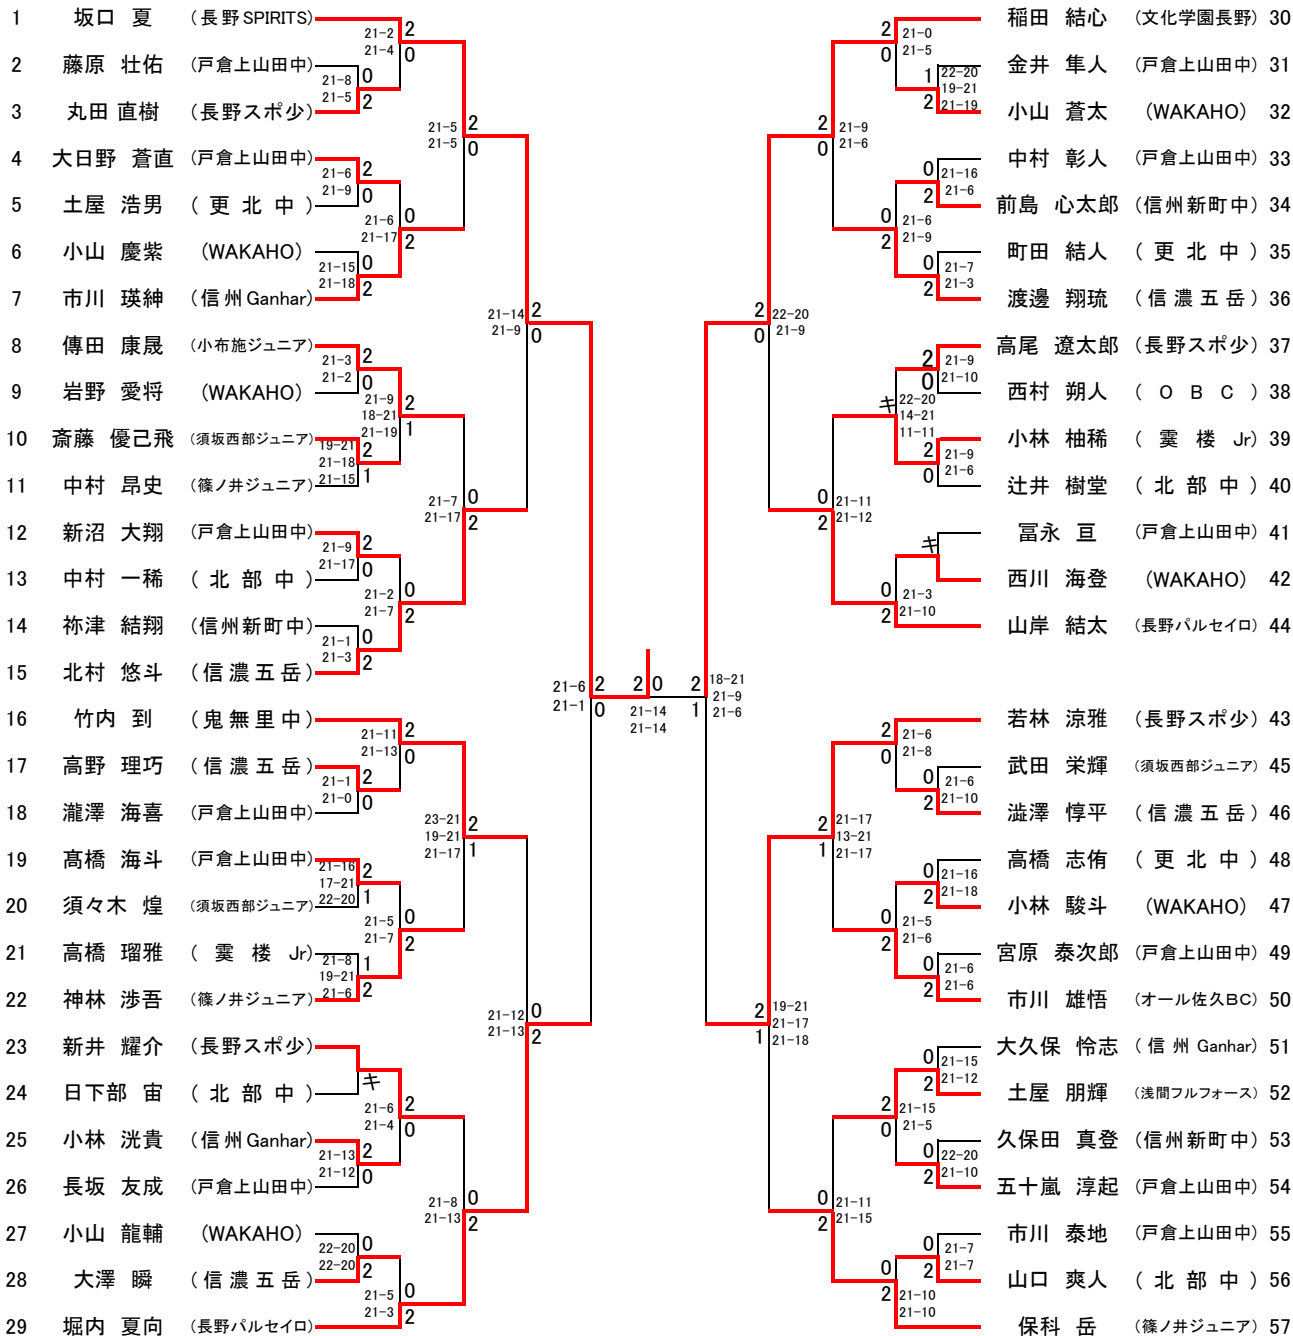 1 坂口 夏 (長野SPIRITS)
21-2 2
21-4 0
2 藤原 壮佑 (戸倉上山田中)
21-8 0
21-5 2
3 丸田 直樹 (長野スポ少)
21-5 2
21-5 0
4 大日野 蒼直 (戸倉上山田中)
21-6 2
21-9 0
5 土屋 浩男 (更北中)
21-6 0
21-17 2
6 小山 慶紫 (WAKAHO)
21-15 0
21-18 2
7 市川 瑛紳 (信州Ganhar)
21-14 2
21-9 0
8 傳田 康晟 (小布施ジュニア)
21-3 2
21-2 0
9 岩野 愛将 (WAKAHO)
21-9 2
18-21
21-19 1
10 斎藤 優己飛 (須坂西部ジュニア)
19-21 2
21-18
21-15 1
11 中村 昂史 (篠ノ井ジュニア)
21-7 0
21-17 2
12 新沼 大翔 (戸倉上山田中)
21-9 2
21-17 0
13 中村 一稀 (北部中)
21-2 0
21-7 2
14 祢津 結翔 (信州新町中)
21-1 0
21-3 2
15 北村 悠斗 (信濃五岳)
21-6 2
21-1 0
2 0
21-14
21-14
16 竹内 到 (鬼無里中)
21-11 2
21-13 0
17 高野 理巧 (信濃五岳)
21-1 2
21-0 0
18 瀧澤 海喜 (戸倉上山田中)
23-21 2
19-21
21-17 1
19 髙橋 海斗 (戸倉上山田中)
21-16 2
17-21
22-20 1
20 須々木 煌 (須坂西部ジュニア)
21-5 0
21-7 2
21 高橋 瑠雅 (霙楼Jr)
21-8 1
19-21
21-6 2
22 神林 渉吾 (篠ノ井ジュニア)
21-12 0
21-13 2
23 新井 耀介 (長野スポ少)
キ
24 日下部 宙 (北部中)
21-6 2
21-4 0
25 小林 洸貴 (信州Ganhar)
21-13 2
21-12 0
26 長坂 友成 (戸倉上山田中)
21-8 0
21-13 2
27 小山 龍輔 (WAKAHO)
22-20 0
22-20 2
28 大澤 瞬 (信濃五岳)
21-5 0
21-3 2
29 堀内 夏向 (長野パルセイロ)
稲田 結心 (文化学園長野) 30
2 21-0
0 21-5
金井 隼人 (戸倉上山田中) 31
1 22-20
19-21
2 21-19
小山 蒼太 (WAKAHO) 32
2 21-9
0 21-6
中村 彰人 (戸倉上山田中) 33
0 21-16
2 21-6
前島 心太郎 (信州新町中) 34
0 21-6
2 21-9
町田 結人 (更北中) 35
0 21-7
2 21-3
渡邊 翔琉 (信濃五岳) 36
2 22-20
0 21-9
高尾 遼太郎 (長野スポ少) 37
2 21-9
0 21-10
西村 朔人 (OBC) 38
キ 22-20
14-21
11-11
小林 柚稀 (霙楼Jr) 39
2 21-9
0 21-6
辻井 樹堂 (北部中) 40
0 21-11
2 21-12
冨永 亘 (戸倉上山田中) 41
キ
西川 海登 (WAKAHO) 42
0 21-3
2 21-10
山岸 結太 (長野パルセイロ) 44
2 18-21
21-9
1 21-6
若林 涼雅 (長野スポ少) 43
2 21-6
0 21-8
武田 栄輝 (須坂西部ジュニア) 45
0 21-6
2 21-10
澁澤 惇平 (信濃五岳) 46
2 21-17
13-21
1 21-17
高橋 志侑 (更北中) 48
0 21-16
2 21-18
小林 駿斗 (WAKAHO) 47
0 21-5
2 21-6
宮原 泰次郎 (戸倉上山田中) 49
0 21-6
2 21-6
市川 雄悟 (オール佐久BC) 50
2 19-21
21-17
1 21-18
大久保 怜志 (信州Ganhar) 51
0 21-15
2 21-12
土屋 朋輝 (浅間フルフォース) 52
2 21-15
0 21-5
久保田 真登 (信州新町中) 53
0 22-20
2 21-10
五十嵐 淳起 (戸倉上山田中) 54
0 21-11
2 21-15
市川 泰地 (戸倉上山田中) 55
0 21-7
2 21-7
山口 爽人 (北部中) 56
0 21-10
2 21-10
保科 岳 (篠ノ井ジュニア) 57